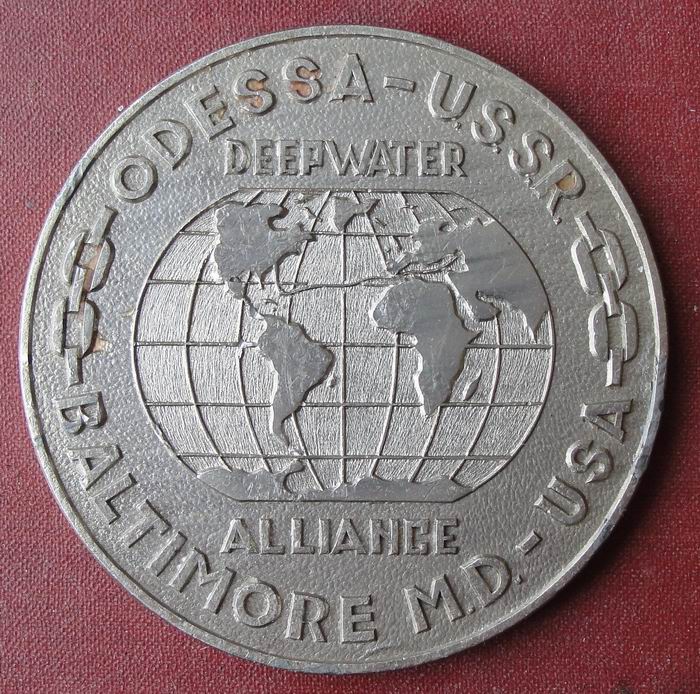 ODESSA-U.S.S.R.
DEEPWATER
ALLIANCE
BALTIMORE M.D.-USA